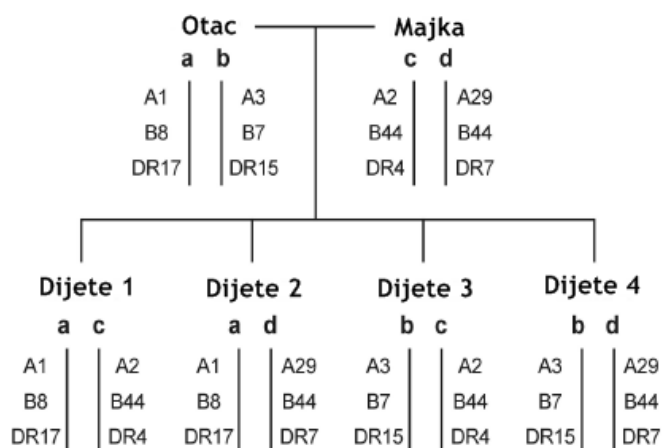 Otac Majka
a b c d
A1 A3 A2 A29
B8 B7 B44 B44
DR17 DR15 DR4 DR7
Dijete 1 Dijete 2 Dijete 3 Dijete 4
a c a d b c b d
A1 A2 A1 A29 A3 A2 A3 A29
B8 B44 B8 B44 B7 B44 B7 B44
DR17 DR4 DR17 DR7 DR15 DR4 DR15 DR7